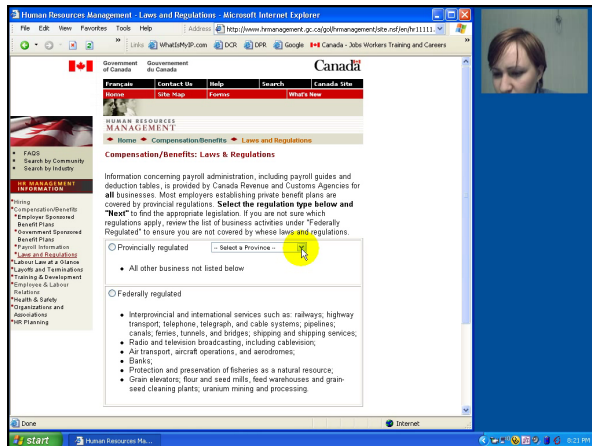 Human Resources Management - Laws and Regulations - Microsoft Internet Explorer
File Edit View Favorites Tools Help
Address http://www.hrmanagement.gc.ca/gol/hrmanagement/site.nsf/en/hr11111.
Links WhatIsMyIP.com DCR DPR Google Canada - Jobs Workers Training and Careers
Government of Canada
Gouvernement du Canada
Canada
Français Contact Us Help Search Canada Site
Home Site Map Forms What's New
HUMAN RESOURCES
MANAGEMENT
Home Compensation/Benefits Laws and Regulations
FAQS
Search by Community
Search by Industry
HR MANAGEMENT
INFORMATION
Hiring
Compensation/Benefits
Employer Sponsored
Benefit Plans
Government Sponsored
Benefit Plans
Payroll Information
Laws and Regulations
Labour Law at a Glance
Layoffs and Terminations
Training & Development
Employee & Labour
Relations
Health & Safety
Organizations and
Associations
HR Planning
Compensation/Benefits: Laws & Regulations
Information concerning payroll administration, including payroll guides and
deduction tables, is provided by Canada Revenue and Customs Agencies for
all businesses. Most employers establishing private benefit plans are
covered by provincial regulations. Select the regulation type below and
"Next" to find the appropriate legislation. If you are not sure which
regulations apply, review the list of business activities under "Federally
Regulated" to ensure you are not covered by whese laws and regulations.
Provincially regulated -- Select a Province --
All other business not listed below
Federally regulated
Interprovincial and international services such as: railways; highway
transport; telephone, telegraph, and cable systems; pipelines;
canals; ferries, tunnels, and bridges; shipping and shipping services;
Radio and television broadcasting, including cablevision;
Air transport, aircraft operations, and aerodromes;
Banks;
Protection and preservation of fisheries as a natural resource;
Grain elevators; flour and seed mills, feed warehouses and grain-
seed cleaning plants; uranium mining and processing.
Done
Internet
start
Human Resources Ma...
8:21 PM